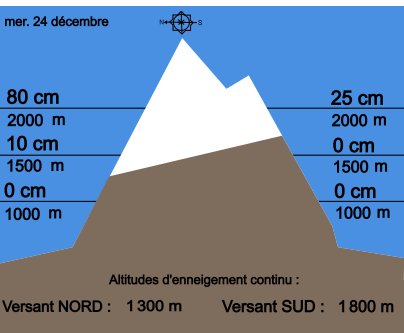 mer. 24 décembre
N S
80 cm 25 cm
2000 m 2000 m
10 cm 0 cm
1500 m 1500 m
0 cm 0 cm
1000 m 1000 m
Altitudes d'enneigement continu :
Versant NORD : 1 300 m Versant SUD : 1 800 m